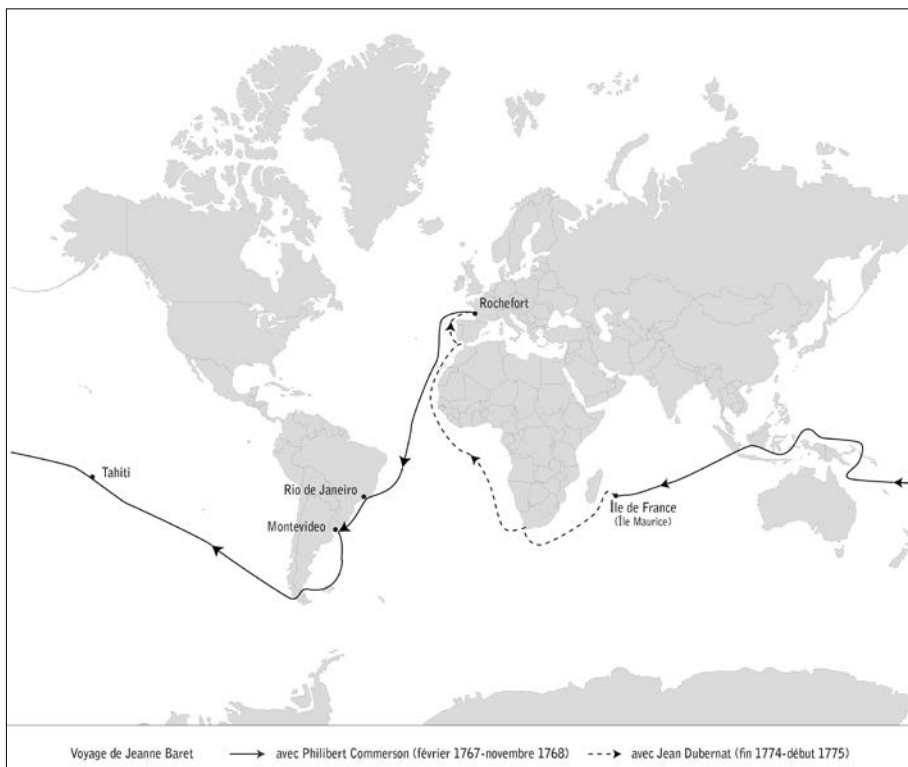 Rochefort
Tahiti
Rio de Janeiro
Montevideo
Île de France
(Île Maurice)
Voyage de Jeanne Baret avec Philibert Commerson (février 1767-novembre 1768) avec Jean Dubernat (fin 1774-début 1775)